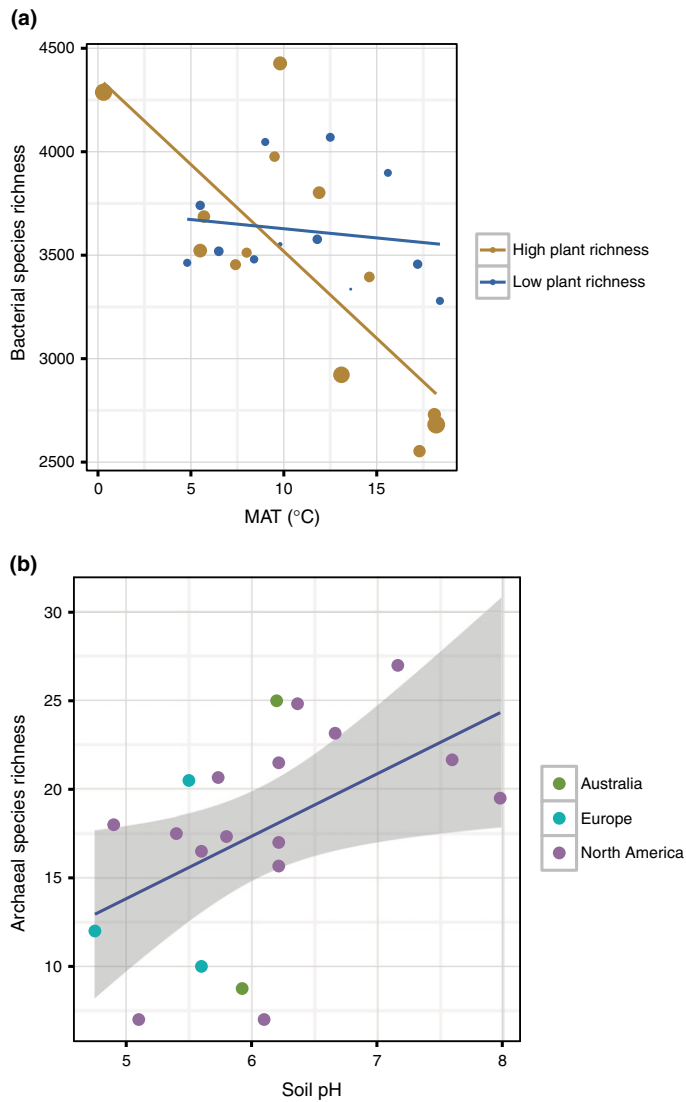 (a)
4500
4000
3500
3000
2500
Bacterial species richness
0 5 10 15
MAT (°C)
High plant richness
Low plant richness
(b)
30
25
20
15
10
Archaeal species richness
5 6 7 8
Soil pH
Australia
Europe
North America